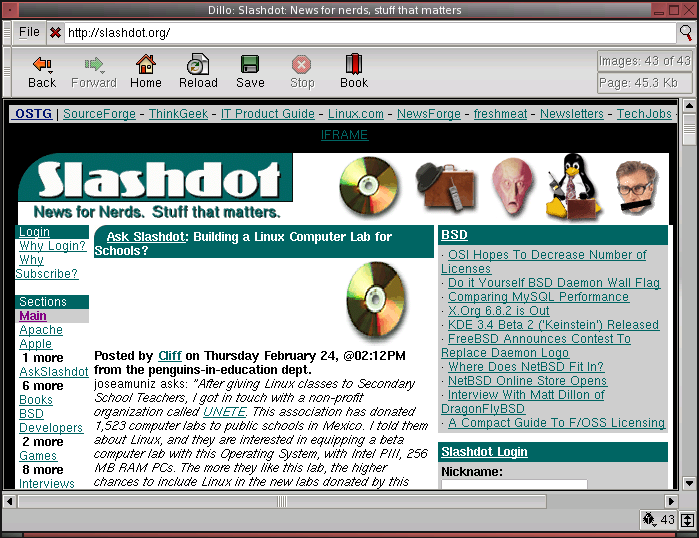 Dillo: Slashdot: News for nerds, stuff that matters
File http://slashdot.org/
Back Forward Home Reload Save Stop Book
Images: 43 of 43
Page: 45.3 Kb
OSTG | SourceForge - ThinkGeek - IT Product Guide - Linux.com - NewsForge - freshmeat - Newsletters - TechJobs -
IFRAME
Slashdot
News for Nerds. Stuff that matters.
Login
Why Login?
Why
Subscribe?
Sections
Main
Apache
Apple
1 more
AskSlashdot
6 more
Books
BSD
Developers
2 more
Games
8 more
Interviews
Ask Slashdot: Building a Linux Computer Lab for
Schools?
Posted by Cliff on Thursday February 24, @02:12PM
from the penguins-in-education dept.
joseamuniz asks: "After giving Linux classes to Secondary
School Teachers, I got in touch with a non-profit
organization called UNETE. This association has donated
1,523 computer labs to public schools in Mexico. I told them
about Linux, and they are interested in equipping a beta
computer lab with this Operating System, with Intel PIII, 256
MB RAM PCs. The more they like this lab, the higher
chances to include Linux in the new labs donated by this
BSD
· OSI Hopes To Decrease Number of
Licenses
· Do it Yourself BSD Daemon Wall Flag
· Comparing MySQL Performance
· X.Org 6.8.2 is Out
· KDE 3.4 Beta 2 ('Keinstein') Released
· FreeBSD Announces Contest To
Replace Daemon Logo
· Where Does NetBSD Fit In?
· NetBSD Online Store Opens
· Interview With Matt Dillon of
DragonFlyBSD
· A Compact Guide To F/OSS Licensing
Slashdot Login
Nickname:
43